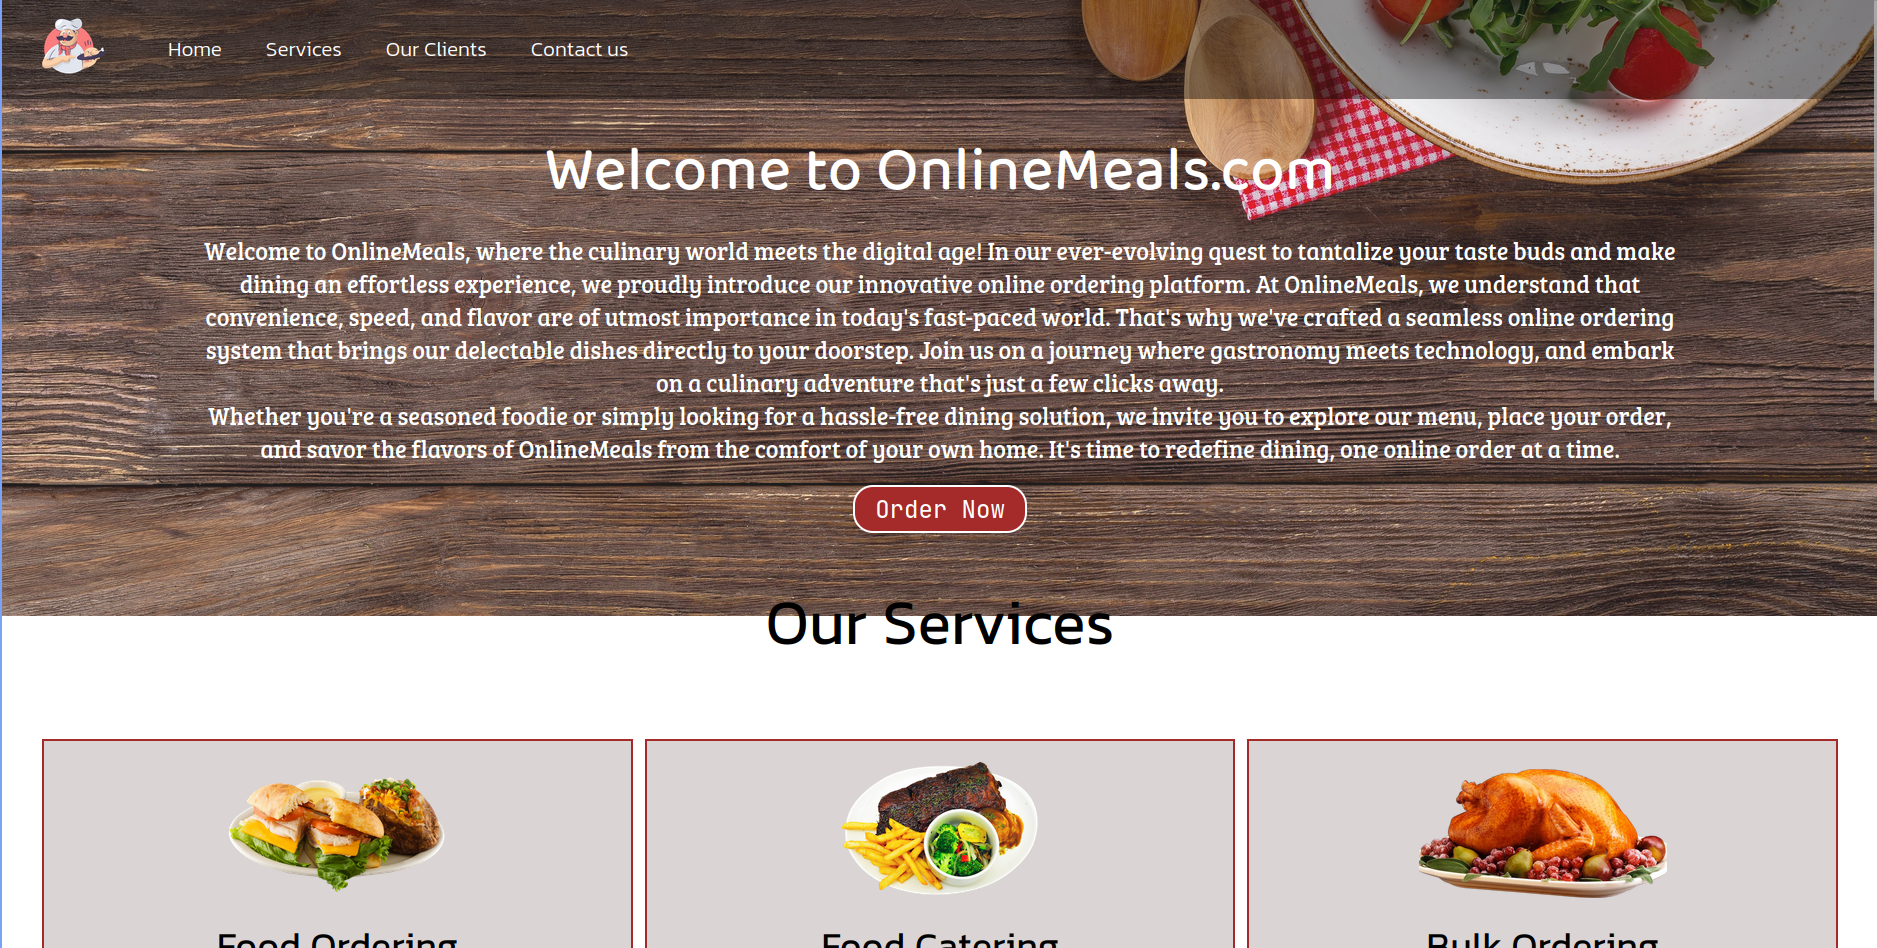 Home Services Our Clients Contact us
Welcome to OnlineMeals.com
Welcome to OnlineMeals, where the culinary world meets the digital age! In our ever-evolving quest to tantalize your taste buds and make
dining an effortless experience, we proudly introduce our innovative online ordering platform. At OnlineMeals, we understand that
convenience, speed, and flavor are of utmost importance in today's fast-paced world. That's why we've crafted a seamless online ordering
system that brings our delectable dishes directly to your doorstep. Join us on a journey where gastronomy meets technology, and embark
on a culinary adventure that's just a few clicks away.
Whether you're a seasoned foodie or simply looking for a hassle-free dining solution, we invite you to explore our menu, place your order,
and savor the flavors of OnlineMeals from the comfort of your own home. It's time to redefine dining, one online order at a time.
Order Now
Our Services
Food Ordering Food Catering Bulk Ordering